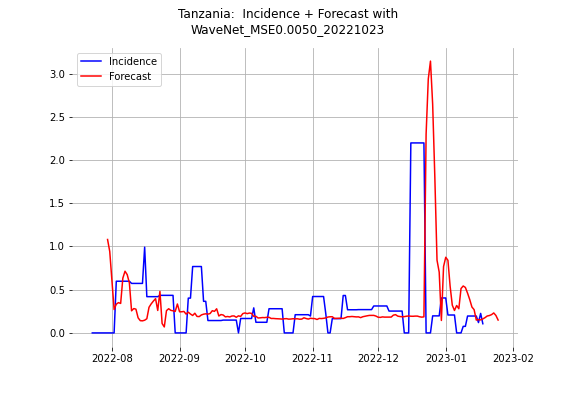 Tanzania: Incidence + Forecast with
WaveNet_MSE0.0050_20221023
Incidence
Forecast
3.0
2.5
2.0
1.5
1.0
0.5
0.0
2022-08 2022-09 2022-10 2022-11 2022-12 2023-01 2023-02